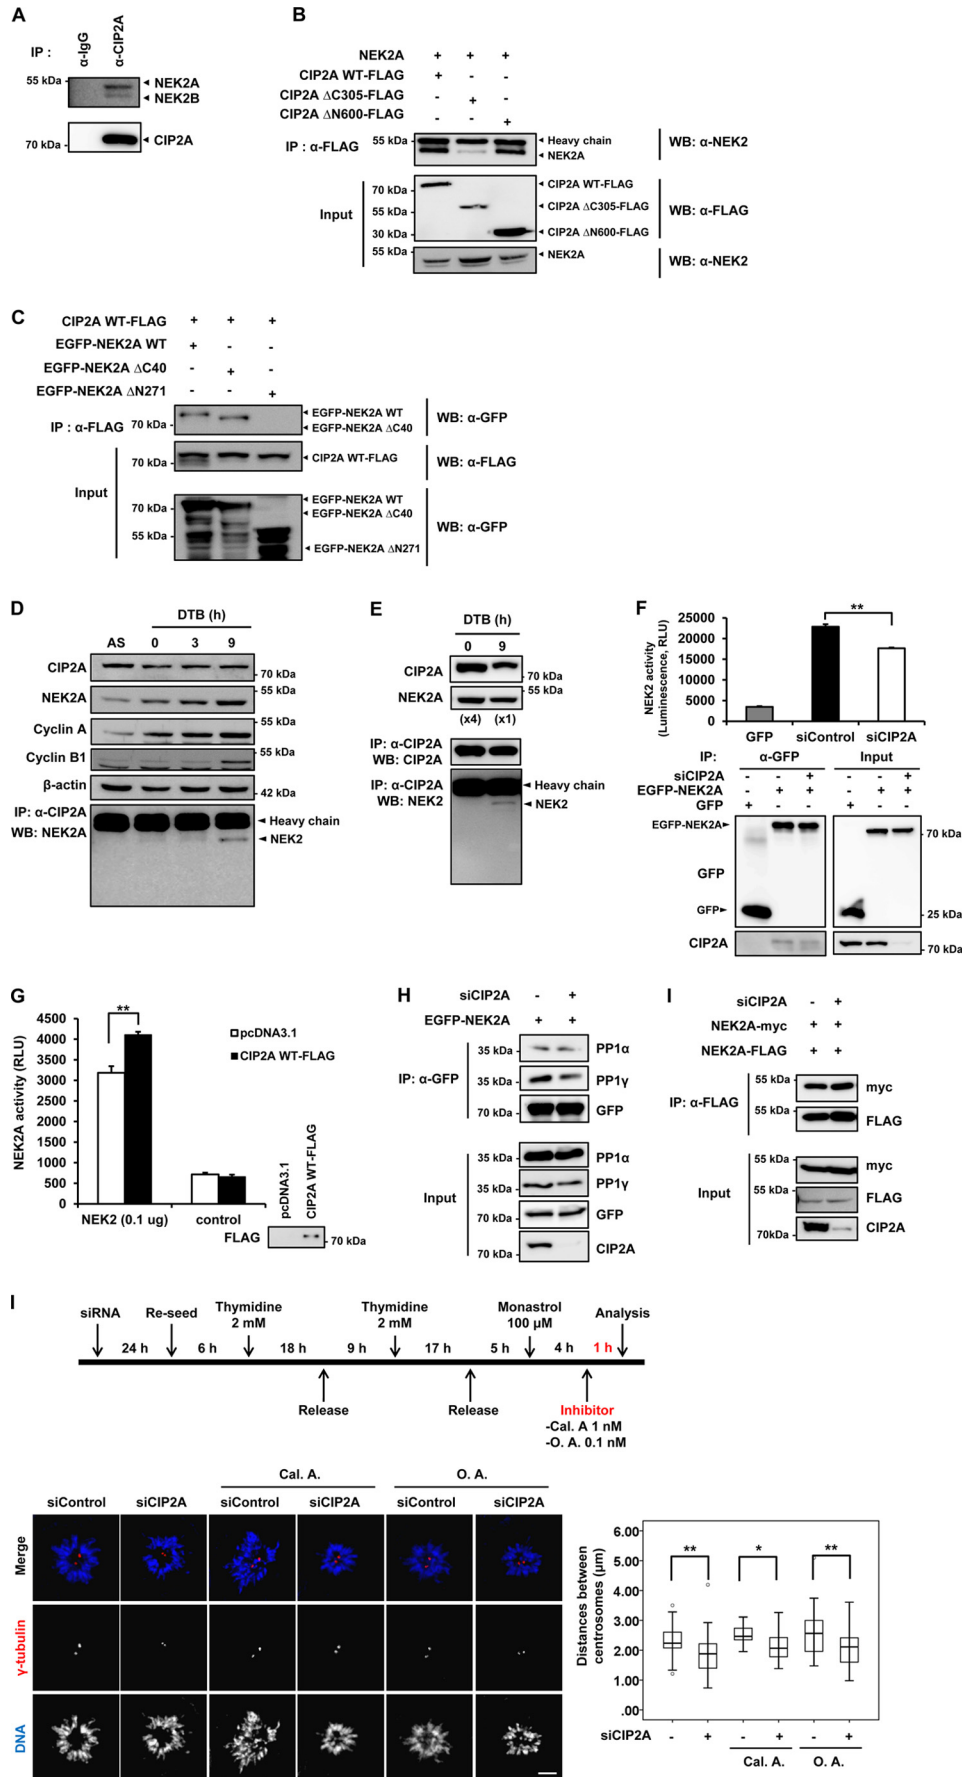 A
IP :
α-IgG
α-CIP2A
55 kDa
NEK2A
NEK2B
70 kDa
CIP2A
B
NEK2A + + +
CIP2A WT-FLAG + - -
CIP2A ΔC305-FLAG - + -
CIP2A ΔN600-FLAG - - +
IP : α-FLAG
55 kDa
Heavy chain
NEK2A
WB: α-NEK2
Input
70 kDa
55 kDa
30 kDa
CIP2A WT-FLAG
CIP2A ΔC305-FLAG
CIP2A ΔN600-FLAG
WB: α-FLAG
55 kDa
NEK2A
WB: α-NEK2
C
CIP2A WT-FLAG + + +
EGFP-NEK2A WT + - -
EGFP-NEK2A ΔC40 - + -
EGFP-NEK2A ΔN271 - - +
IP : α-FLAG
70 kDa
EGFP-NEK2A WT
EGFP-NEK2A ΔC40
WB: α-GFP
Input
70 kDa
CIP2A WT-FLAG
WB: α-FLAG
70 kDa
55 kDa
EGFP-NEK2A WT
EGFP-NEK2A ΔC40
EGFP-NEK2A ΔN271
WB: α-GFP
D
DTB (h)
AS 0 3 9
CIP2A
70 kDa
NEK2A
55 kDa
Cyclin A
55 kDa
Cyclin B1
55 kDa
β-actin
42 kDa
IP: α-CIP2A
WB: NEK2A
Heavy chain
NEK2
E
DTB (h)
0 9
CIP2A
70 kDa
NEK2A
55 kDa
(x4) (x1)
IP: α-CIP2A
WB: CIP2A
IP: α-CIP2A
WB: NEK2
Heavy chain
NEK2
F
NEK2 activity
(Luminescence, RLU)
25000
20000
15000
10000
5000
0
**
GFP siControl siCIP2A
IP: α-GFP Input
siCIP2A - - + - - +
EGFP-NEK2A - + + - + +
GFP + - - + - -
EGFP-NEK2A
70 kDa
GFP
GFP
25 kDa
CIP2A
70 kDa
G
NEK2A activity (RLU)
4500
4000
3500
3000
2500
2000
1500
1000
500
0
**
pcDNA3.1
CIP2A WT-FLAG
NEK2 (0.1 ug) control
pcDNA3.1
CIP2A WT-FLAG
FLAG
70 kDa
H
siCIP2A - +
EGFP-NEK2A + +
IP: α-GFP
35 kDa PP1α
35 kDa PP1γ
70 kDa GFP
Input
35 kDa PP1α
35 kDa PP1γ
70 kDa GFP
70 kDa CIP2A
I
siCIP2A - +
NEK2A-myc + +
NEK2A-FLAG + +
IP: α-FLAG
55 kDa myc
55 kDa FLAG
Input
55 kDa myc
55 kDa FLAG
70kDa CIP2A
I
siRNA Re-seed Thymidine 2 mM Thymidine 2 mM Monastrol 100 μM Analysis
24 h 6 h 18 h 9 h 17 h 5 h 4 h 1 h
Release Release Inhibitor
-Cal. A 1 nM
-O. A. 0.1 nM
Cal. A. O. A.
siControl siCIP2A siControl siCIP2A siControl siCIP2A
Merge
γ-tubulin
DNA
Distances between
centrosomes (μm)
6.00
5.00
4.00
3.00
2.00
1.00
.00
** * **
siCIP2A - + - + - +
Cal. A. O. A.